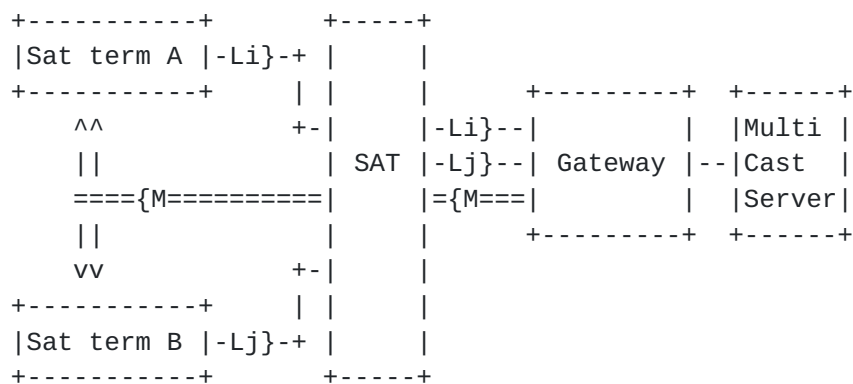 +-----------+       +-----+
|Sat term A |-Li}-+ |     |
+-----------+     | |     |      +---------+  +------+
    ^^            +-|     |-Li}--|         |  |Multi |
    ||              | SAT |-Lj}--| Gateway |--|Cast  |
    ===={M==========|     |={M===|         |  |Server|
    ||              |     |      +---------+  +------+
    vv            +-|     |
+-----------+     | |     |
|Sat term B |-Lj}-+ |     |
+-----------+       +-----+